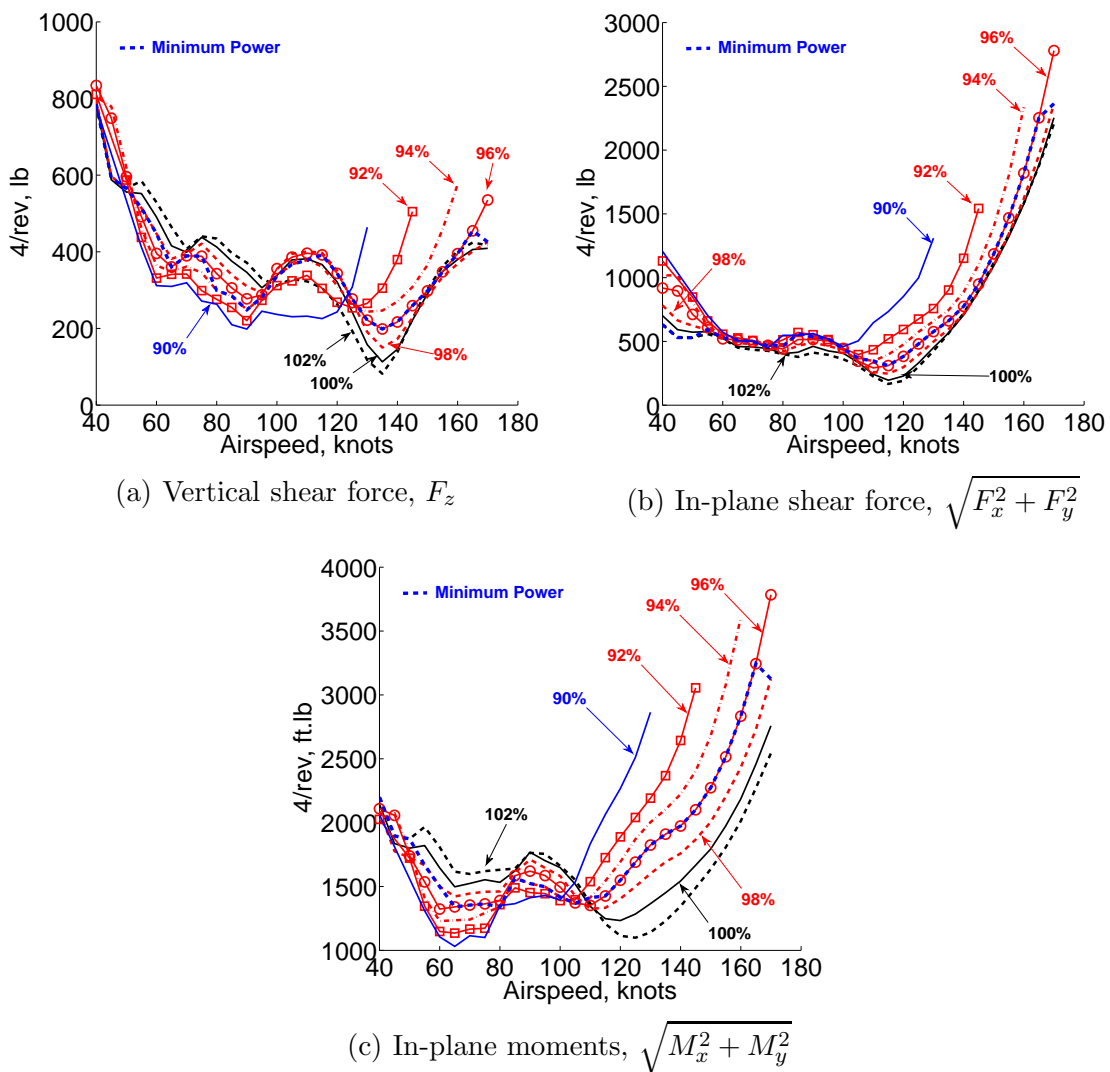 1000
800
600
400
200
0
40 60 80 100 120 140 160 180
4/rev, lb
Airspeed, knots
Minimum Power
96%
94%
92%
90%
102%
100%
98%
(a) Vertical shear force, $F_z$
3000
2500
2000
1500
1000
500
0
40 60 80 100 120 140 160 180
4/rev, lb
Airspeed, knots
Minimum Power
96%
94%
92%
90%
98%
102%
100%
(b) In-plane shear force, $\sqrt{F_x^2 + F_y^2}$
4000
3500
3000
2500
2000
1500
1000
40 60 80 100 120 140 160 180
4/rev, ft.lb
Airspeed, knots
Minimum Power
96%
94%
92%
90%
102%
98%
100%
(c) In-plane moments, $\sqrt{M_x^2 + M_y^2}$